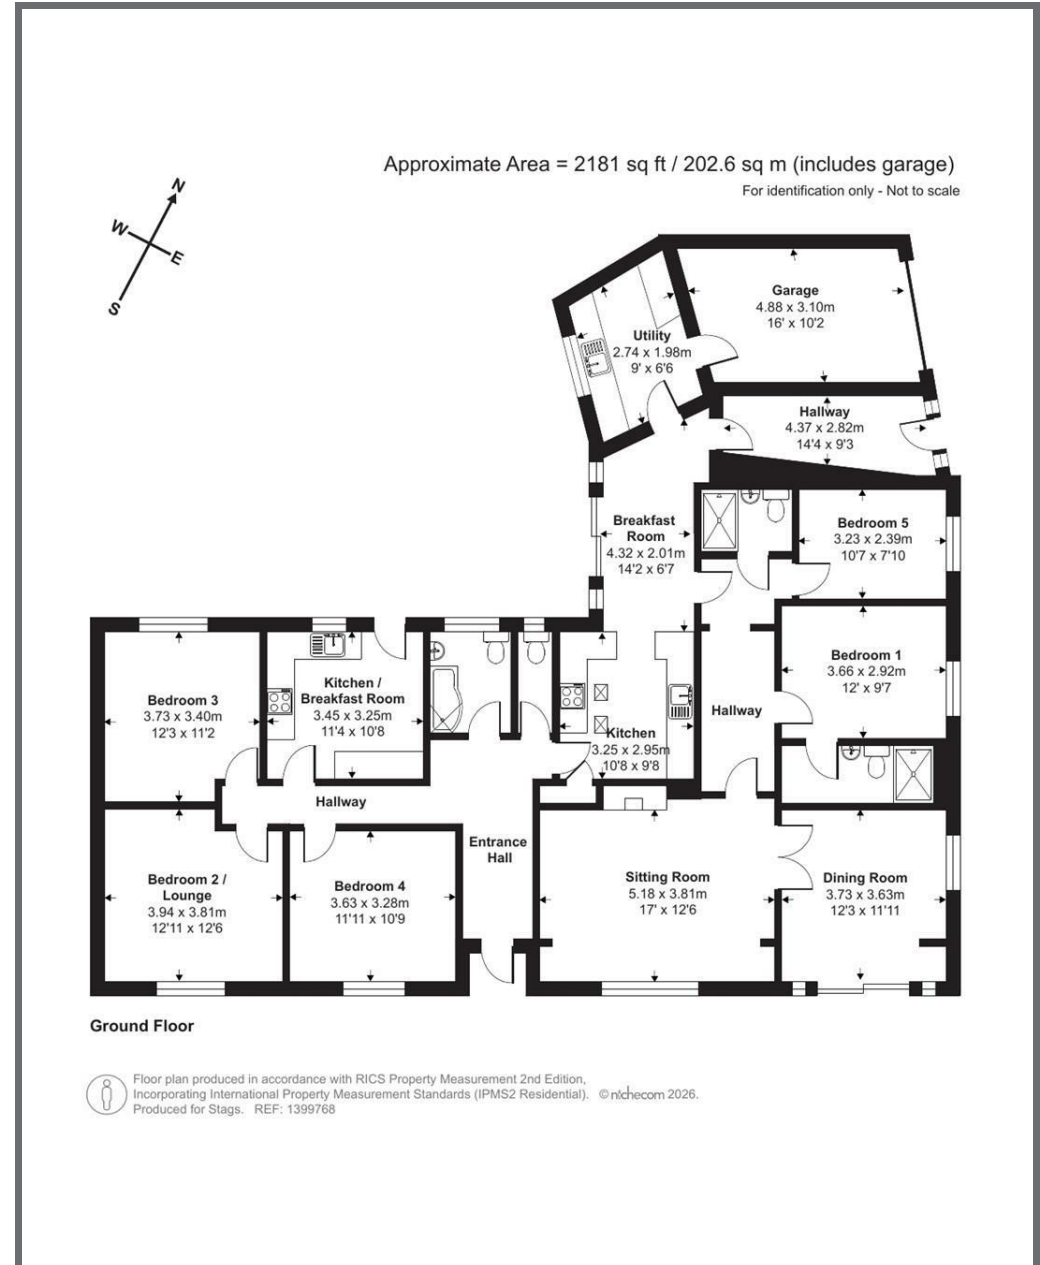 Approximate Area = 2181 sq ft / 202.6 sq m (includes garage)
For identification only - Not to scale
N
W
E
S
Garage
4.88 x 3.10m
16' x 10'2
Utility
2.74 x 1.98m
9' x 6'6
Hallway
4.37 x 2.82m
14'4 x 9'3
Breakfast
Room
4.32 x 2.01m
14'2 x 6'7
Bedroom 5
3.23 x 2.39m
10'7 x 7'10
Bedroom 1
3.66 x 2.92m
12' x 9'7
Bedroom 3
3.73 x 3.40m
12'3 x 11'2
Kitchen /
Breakfast Room
3.45 x 3.25m
11'4 x 10'8
Kitchen
3.25 x 2.95m
10'8 x 9'8
Hallway
Hallway
Entrance
Hall
Bedroom 2 /
Lounge
3.94 x 3.81m
12'11 x 12'6
Bedroom 4
3.63 x 3.28m
11'11 x 10'9
Sitting Room
5.18 x 3.81m
17' x 12'6
Dining Room
3.73 x 3.63m
12'3 x 11'11
Ground Floor
Floor plan produced in accordance with RICS Property Measurement 2nd Edition,
Incorporating International Property Measurement Standards (IPMS2 Residential). © nichecom 2026.
Produced for Stags. REF: 1399768